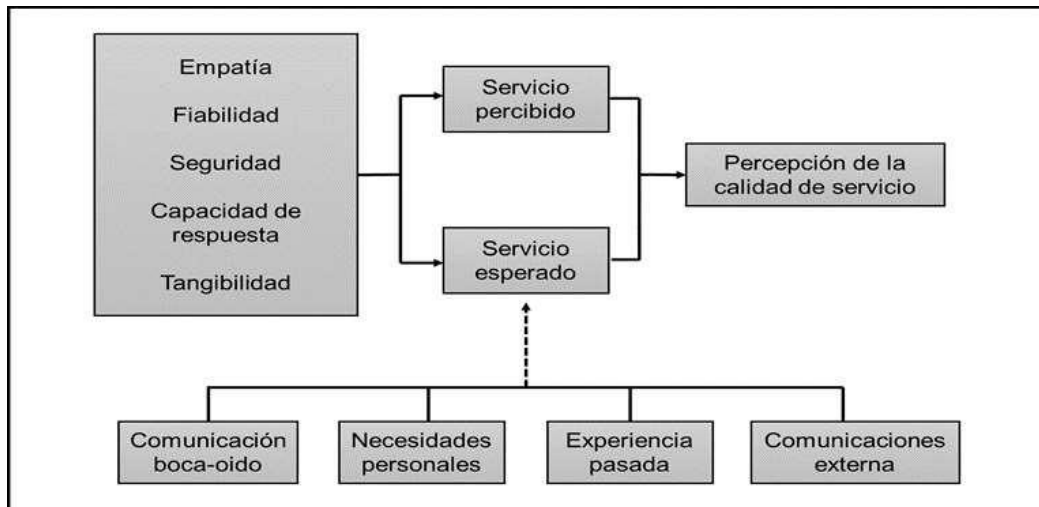 Empatía
Fiabilidad
Seguridad
Capacidad de
respuesta
Tangibilidad
Servicio
percibido
Servicio
esperado
Percepción de la
calidad de servicio
Comunicación
boca-oido
Necesidades
personales
Experiencia
pasada
Comunicaciones
externa